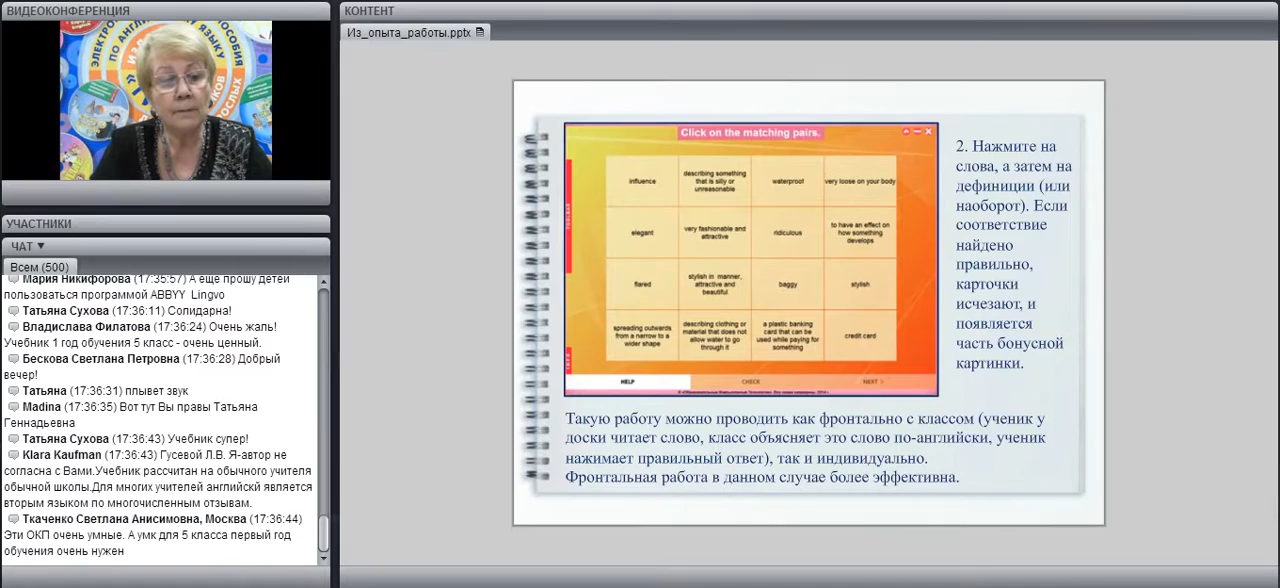 ВИДЕОКОНФЕРЕНЦИЯ
ЭЛЕКТРОН
ПОСОБИЯ
ПО АНГЛИЙСКОМУ ЯЗЫКУ
УЧАСТНИКИ
ЧАТ ▼
Всем (500)
Мария Никифорова (17:35:57) А еще прошу детей
пользоваться программой ABBYY Lingvo
Татьяна Сухова (17:36:11) Солидарна!
Владислава Филатова (17:36:24) Очень жаль!
Учебник 1 год обучения 5 класс - очень ценный.
Бескова Светлана Петровна (17:36:28) Добрый
вечер!
Татьяна (17:36:31) плывет звук
Madina (17:36:35) Вот тут Вы правы Татьяна
Геннадьевна
Татьяна Сухова (17:36:43) Учебник супер!
Klara Kaufman (17:36:43) Гусевой Л.В. Я-автор не
согласна с Вами.Учебник рассчитан на обычного учителя
обычной школы.Для многих учителей английски является
вторым языком по многочисленным отзывам.
Ткаченко Светлана Анисимовна, Москва (17:36:44)
Эти ОКП очень умные. А умк для 5 класса первый год
обучения очень нужен
КОНТЕНТ
Из_опыта_работы.pptx
Click on the matching pairs.
TOOLBAR
influence
describing something
that is silly or
unreasonable
waterproof
very loose on your body
elegant
very fashionable and
attractive
ridiculous
to have an effect on
how something
develops
flared
stylish in manner,
attractive and
beautiful
baggy
stylish
spreading outwards
from a narrow to a
wider shape
describing clothing or
material that does not
allow water to go
through it
a plastic banking
card that can be
used while paying for
something
credit card
HELP
CHECK
NEXT >
2. Нажмите на
слова, а затем на
дефиниции (или
наоборот). Если
соответствие
найдено
правильно,
карточки
исчезают, и
появляется
часть бонусной
картинки.
Такую работу можно проводить как фронтально с классом (ученик у
доски читает слово, класс объясняет это слово по-английски, ученик
нажимает правильный ответ), так и индивидуально.
Фронтальная работа в данном случае более эффективна.